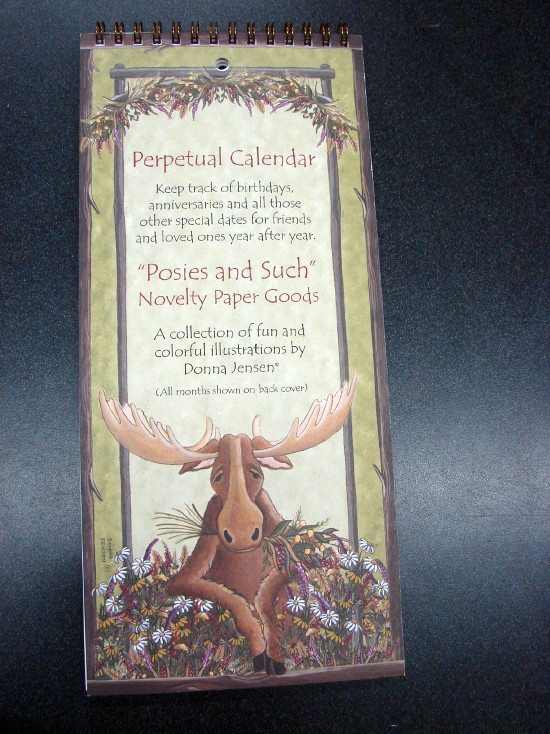 Perpetual Calendar
Keep track of birthdays,
anniversaries and all those
other special dates for friends
and loved ones year after year.
"Posies and Such"
Novelty Paper Goods
A collection of fun and
colorful illustrations by
Donna Jensen®
(All months shown on back cover)